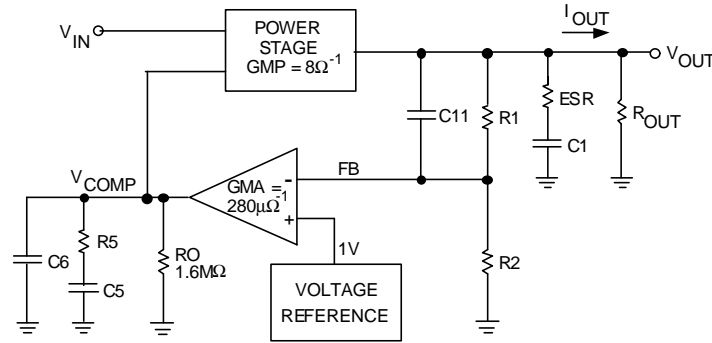 I_OUT
V_IN
POWER
STAGE
GMP = 8Ω⁻¹
V_OUT
C11
R1
ESR
C1
R_OUT
V_COMP
GMA =
280µΩ⁻¹
-
+
FB
1V
C6
R5
C5
RO
1.6MΩ
R2
VOLTAGE
REFERENCE